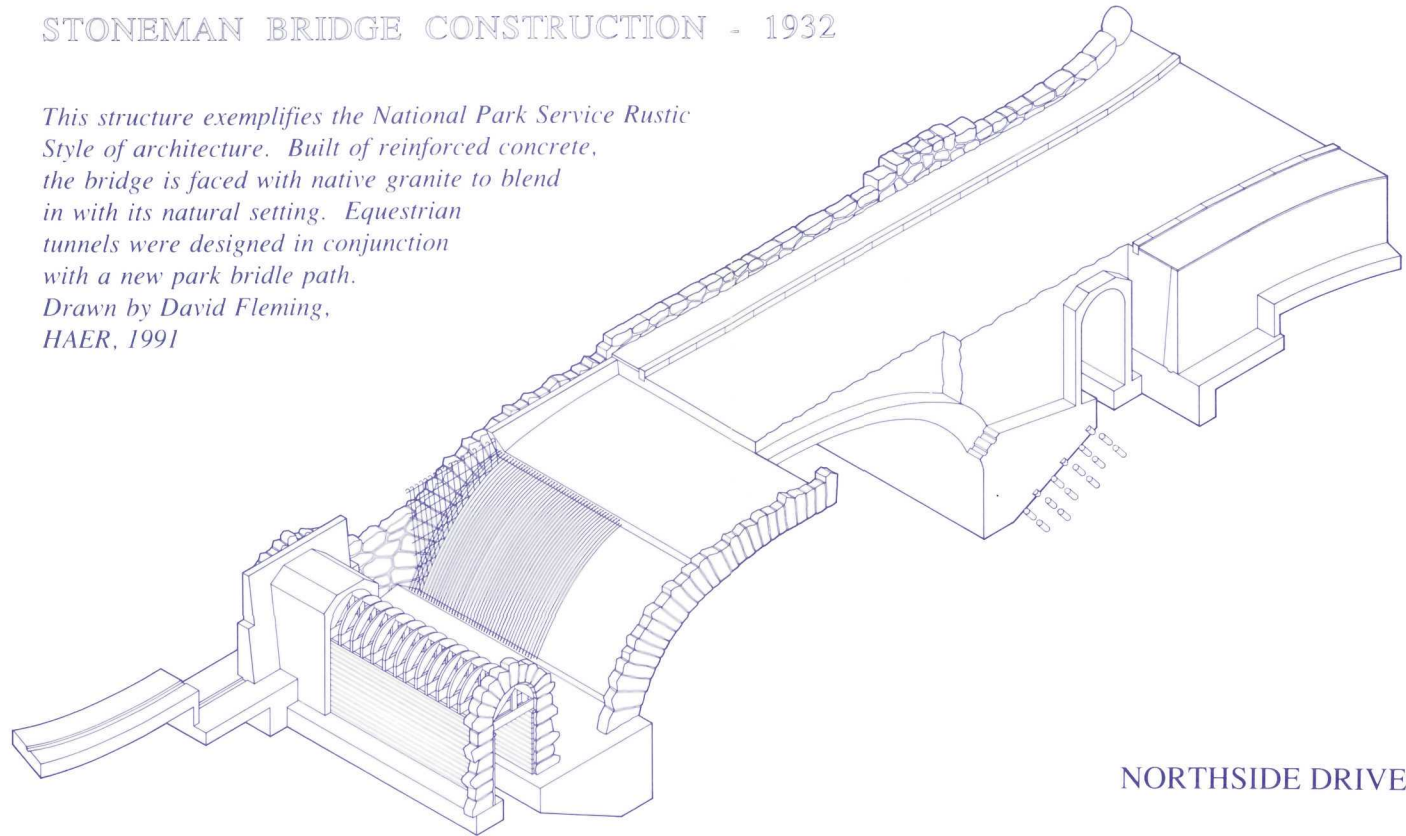 STONEMAN BRIDGE CONSTRUCTION - 1932
This structure exemplifies the National Park Service Rustic
Style of architecture. Built of reinforced concrete,
the bridge is faced with native granite to blend
in with its natural setting. Equestrian
tunnels were designed in conjunction
with a new park bridle path.
Drawn by David Fleming,
HAER, 1991
NORTHSIDE DRIVE